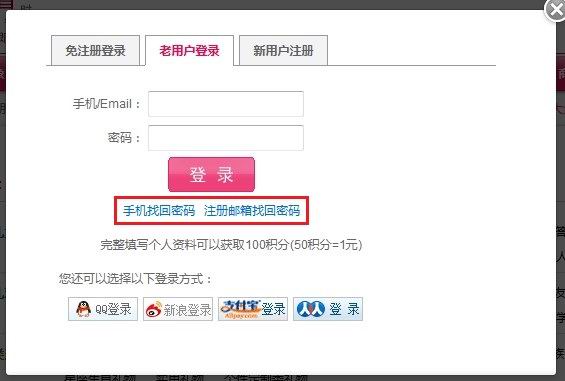 免注册登录 老用户登录 新用户注册
手机/Email：
密码：
登 录
手机找回密码 注册邮箱找回密码
完整填写个人资料可以获取100积分(50积分=1元)
您还可以选择以下登录方式：
QQ登录 新浪登录 支付宝 Alipay.com 登录 登 录